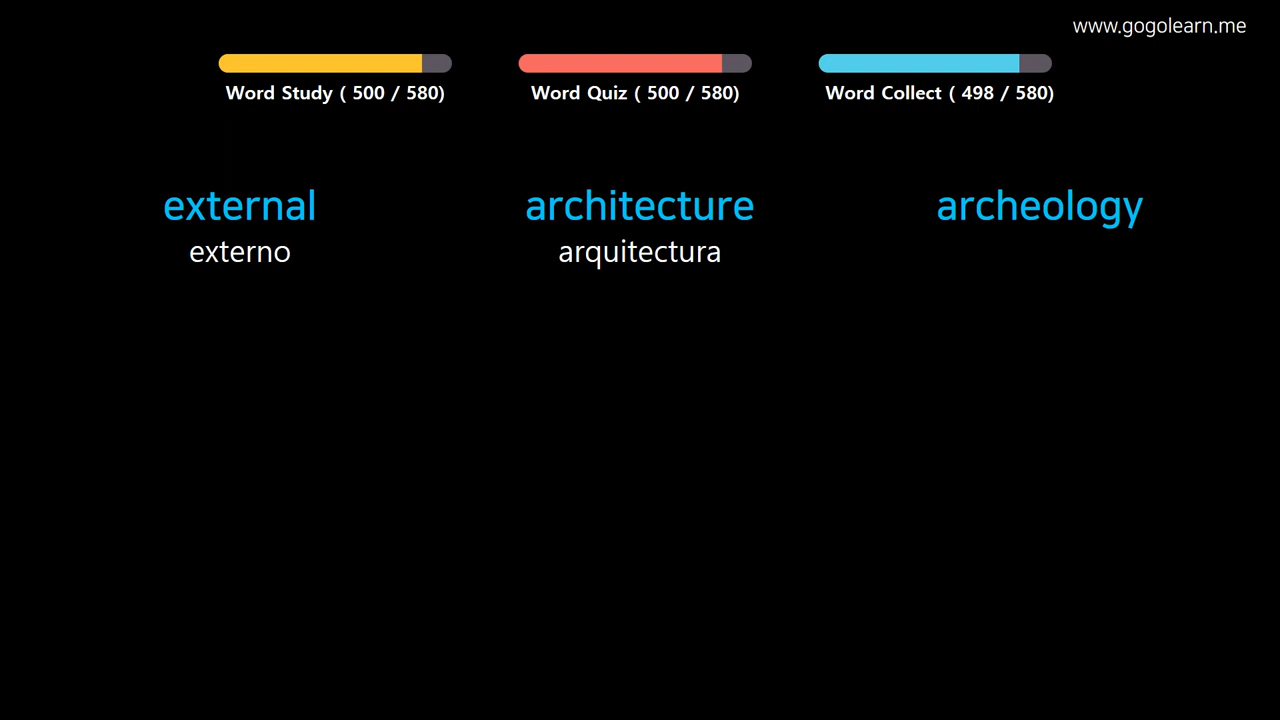 www.gogolearn.me
Word Study ( 500 / 580)
Word Quiz ( 500 / 580)
Word Collect ( 498 / 580)
external
architecture
archeology
externo
arquitectura